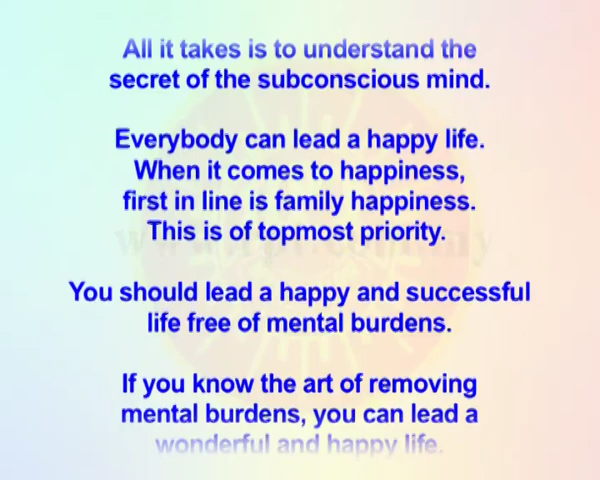 All it takes is to understand the
secret of the subconscious mind.
Everybody can lead a happy life.
When it comes to happiness,
first in line is family happiness.
This is of topmost priority.
You should lead a happy and successful
life free of mental burdens.
If you know the art of removing
mental burdens, you can lead a
wonderful and happy life.